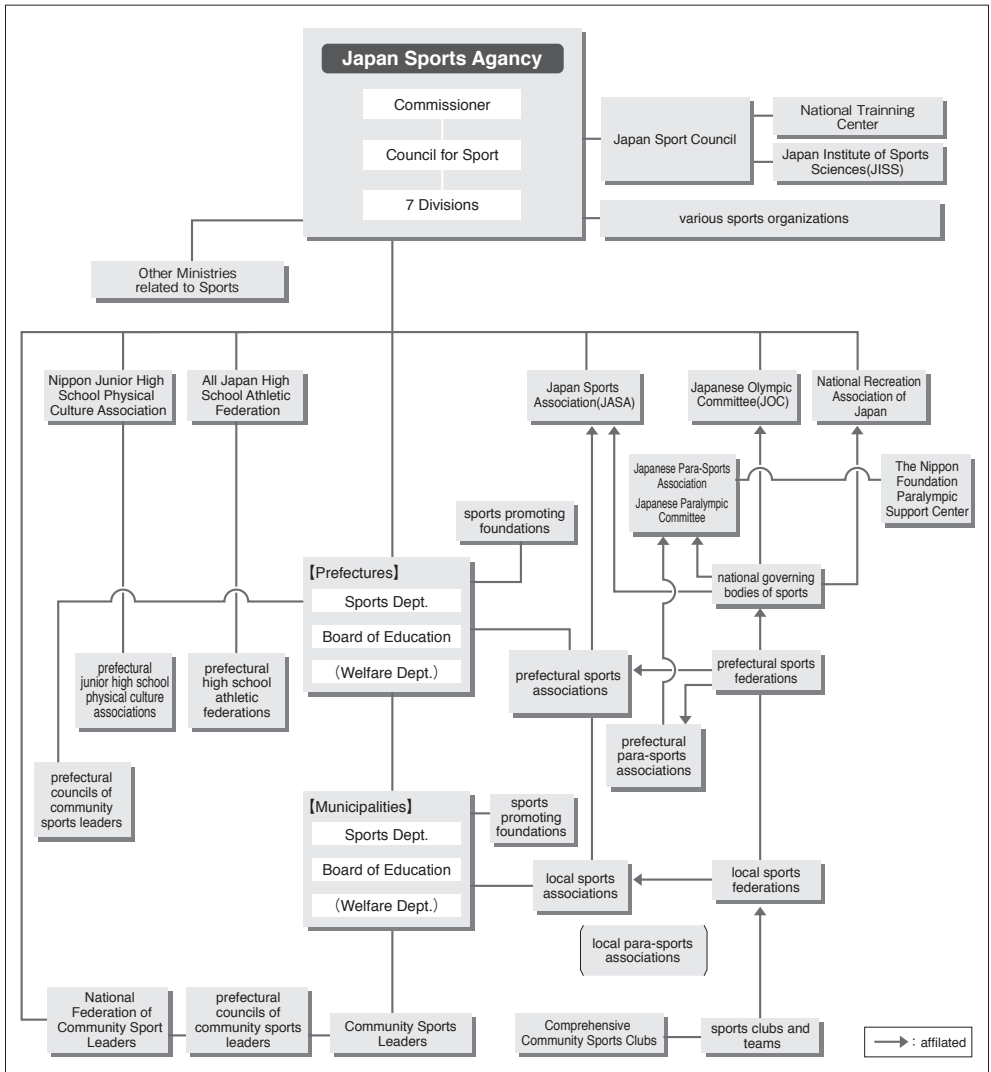 Japan Sports Agancy
Commissioner
Council for Sport
7 Divisions
Japan Sport Council
National Trainning
Center
Japan Institute of Sports
Sciences(JISS)
various sports organizations
Other Ministries
related to Sports
Nippon Junior High
School Physical
Culture Association
All Japan High
School Athletic
Federation
Japan Sports
Association(JASA)
Japanese Olympic
Committee(JOC)
National Recreation
Association of
Japan
Japanese Para-Sports
Association
Japanese Paralympic
Committee
The Nippon
Foundation
Paralympic
Support Center
sports promoting
foundations
【Prefectures】
Sports Dept.
Board of Education
(Welfare Dept.)
national governing
bodies of sports
prefectural
junior high school
physical culture
associations
prefectural
high school
athletic
federations
prefectural sports
associations
prefectural sports
federations
prefectural
para-sports
associations
prefectural
councils of
community
sports leaders
【Municipalities】
Sports Dept.
Board of Education
(Welfare Dept.)
sports
promoting
foundations
local sports
associations
local sports
federations
(local para-sports
associations)
National
Federation of
Community Sport
Leaders
prefectural
councils of
community sports
leaders
Community Sports
Leaders
Comprehensive
Community Sports Clubs
sports clubs and
teams
: affilated